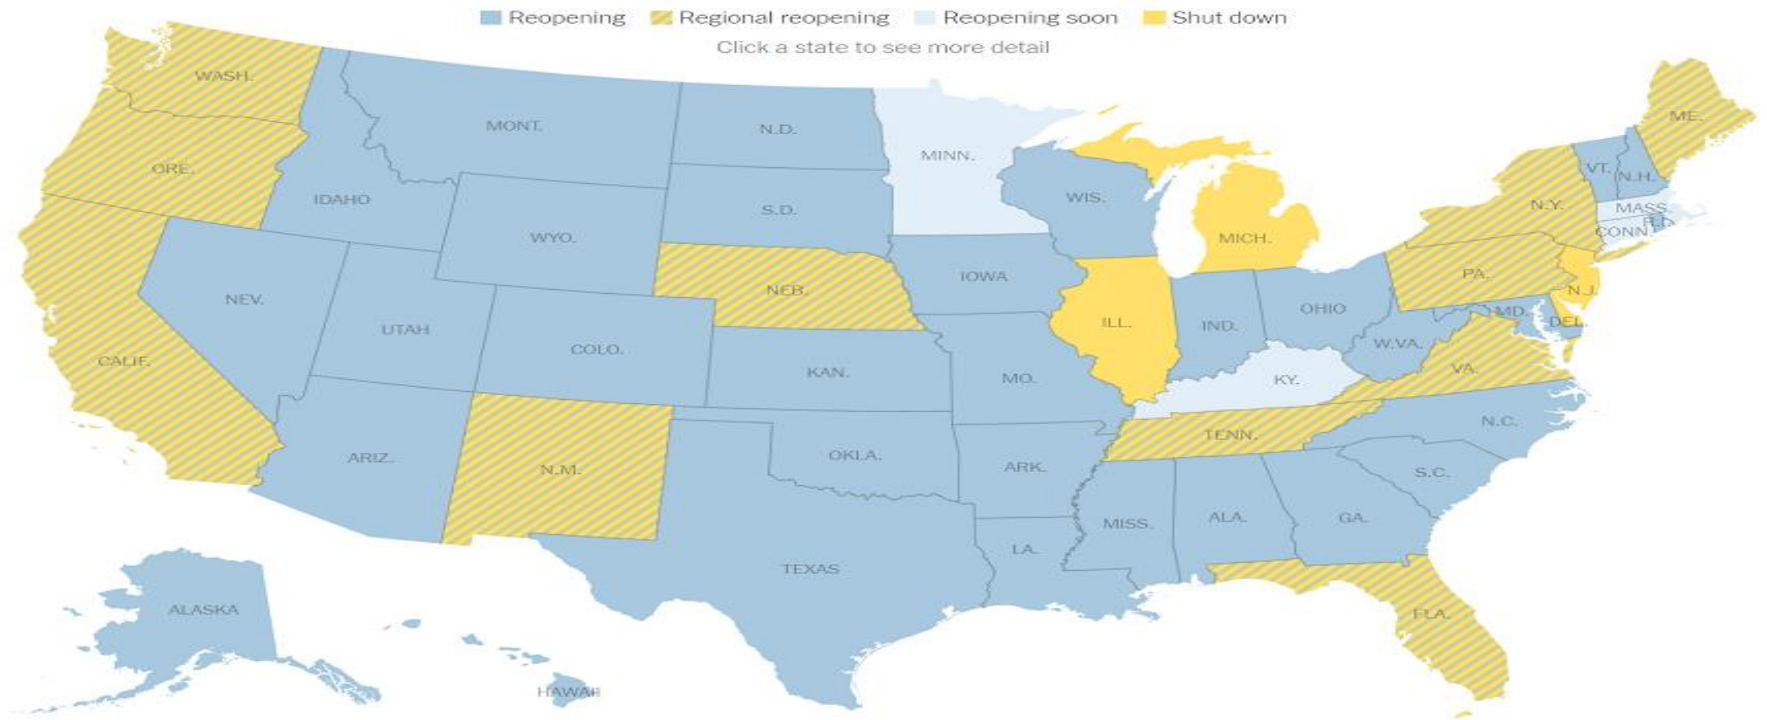 Reopening Regional reopening Reopening soon Shut down
Click a state to see more detail
WASH.
MONT.
N.D.
MINN.
ME.
ORE.
IDAHO
S.D.
WIS.
VT.
N.H.
WYO.
MICH.
N.Y.
MASS.
R.I.
CONN.
NEV.
NEB.
IOWA
PA.
N.J.
UTAH
COLO.
ILL.
IND.
OHIO
MD.
DEL.
CALIF.
KAN.
MO.
KY.
W.VA.
VA.
ARIZ.
N.M.
OKLA.
ARK.
TENN.
N.C.
S.C.
TEXAS
LA.
MISS.
ALA.
GA.
ALASKA
HAWAII
FLA.